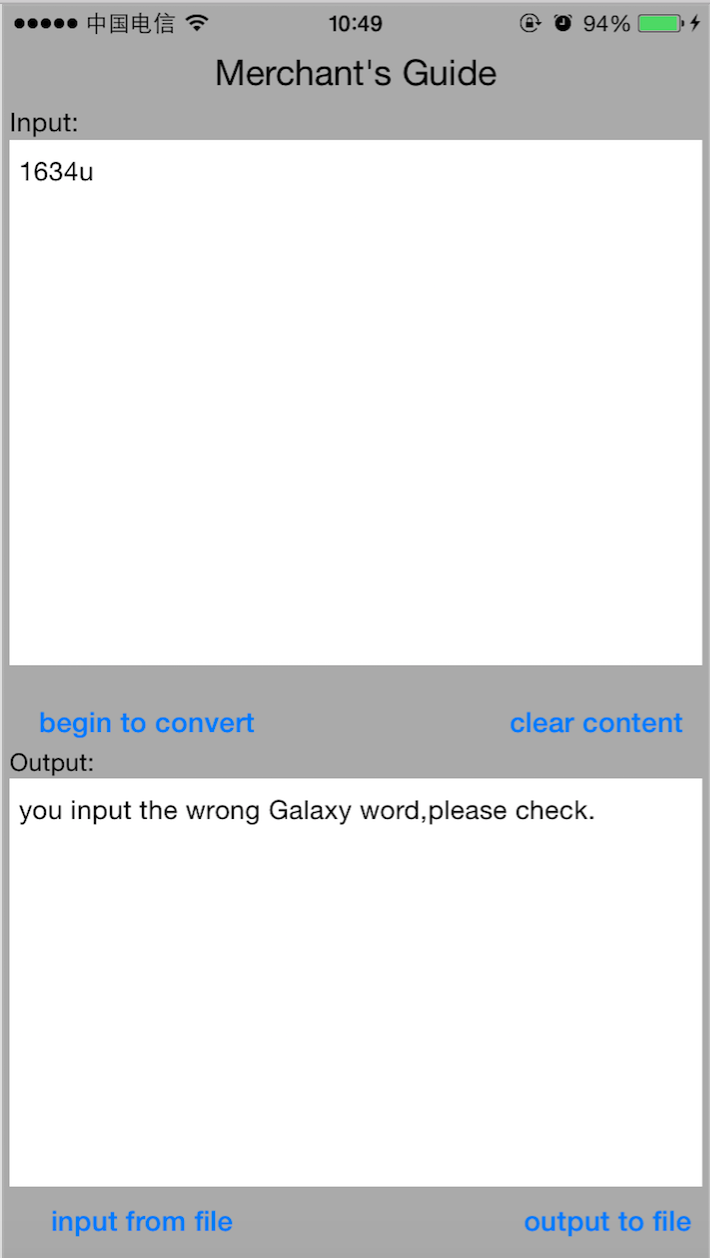 中国电信 10:49 94%
Merchant's Guide
Input:
1634u
begin to convert clear content
Output:
you input the wrong Galaxy word,please check.
input from file output to file